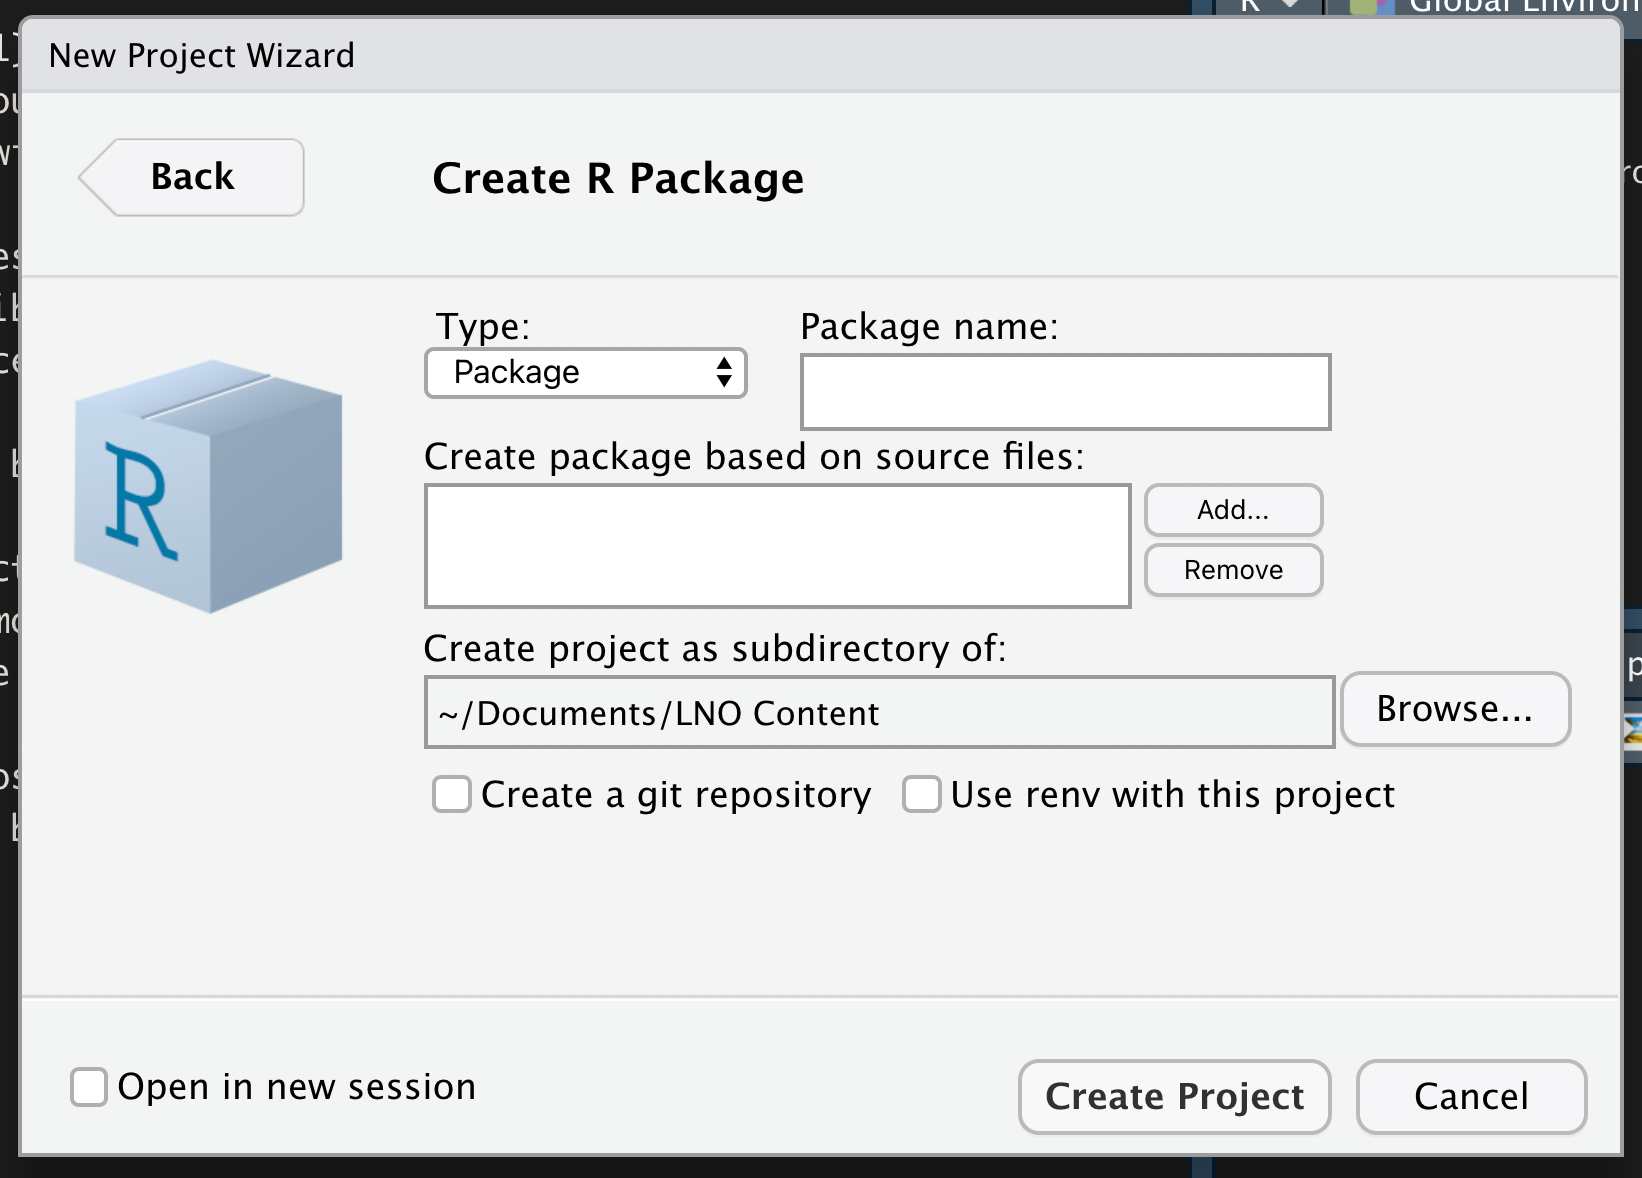 R
Global Environ
New Project Wizard
Back
Create R Package
Type:
Package name:
Package
Create package based on source files:
Add...
Remove
R
Create project as subdirectory of:
~/Documents/LNO Content
Browse...
Create a git repository
Use renv with this project
Open in new session
Create Project
Cancel